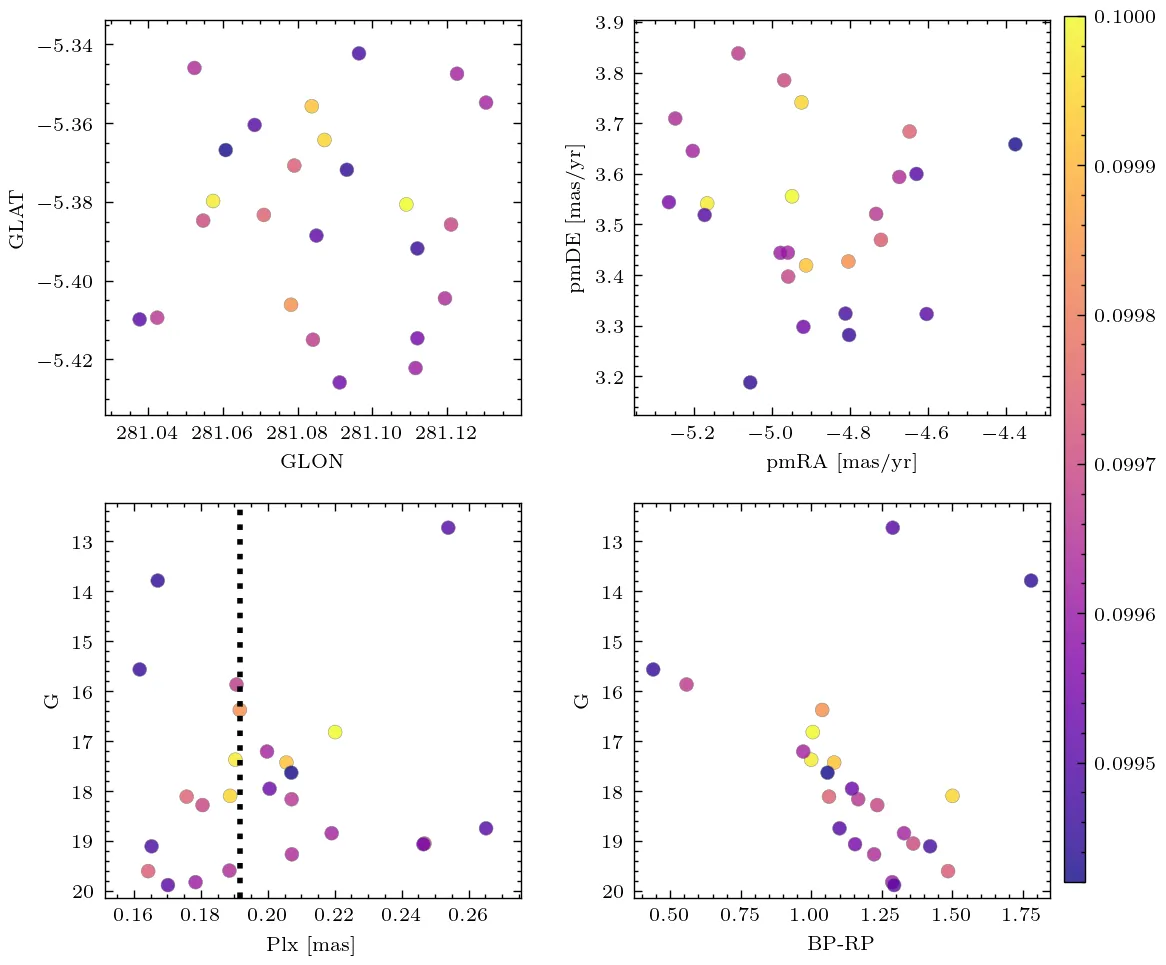 −5.34
−5.36
−5.38
−5.40
−5.42
GLAT
281.04 281.06 281.08 281.10 281.12
GLON
3.9
3.8
3.7
3.6
3.5
3.4
3.3
3.2
pmDE [mas/yr]
−5.2 −5.0 −4.8 −4.6 −4.4
pmRA [mas/yr]
0.1000
0.0999
0.0998
0.0997
0.0996
0.0995
13
14
15
16
17
18
19
20
G
0.16 0.18 0.20 0.22 0.24 0.26
Plx [mas]
13
14
15
16
17
18
19
20
G
0.50 0.75 1.00 1.25 1.50 1.75
BP-RP